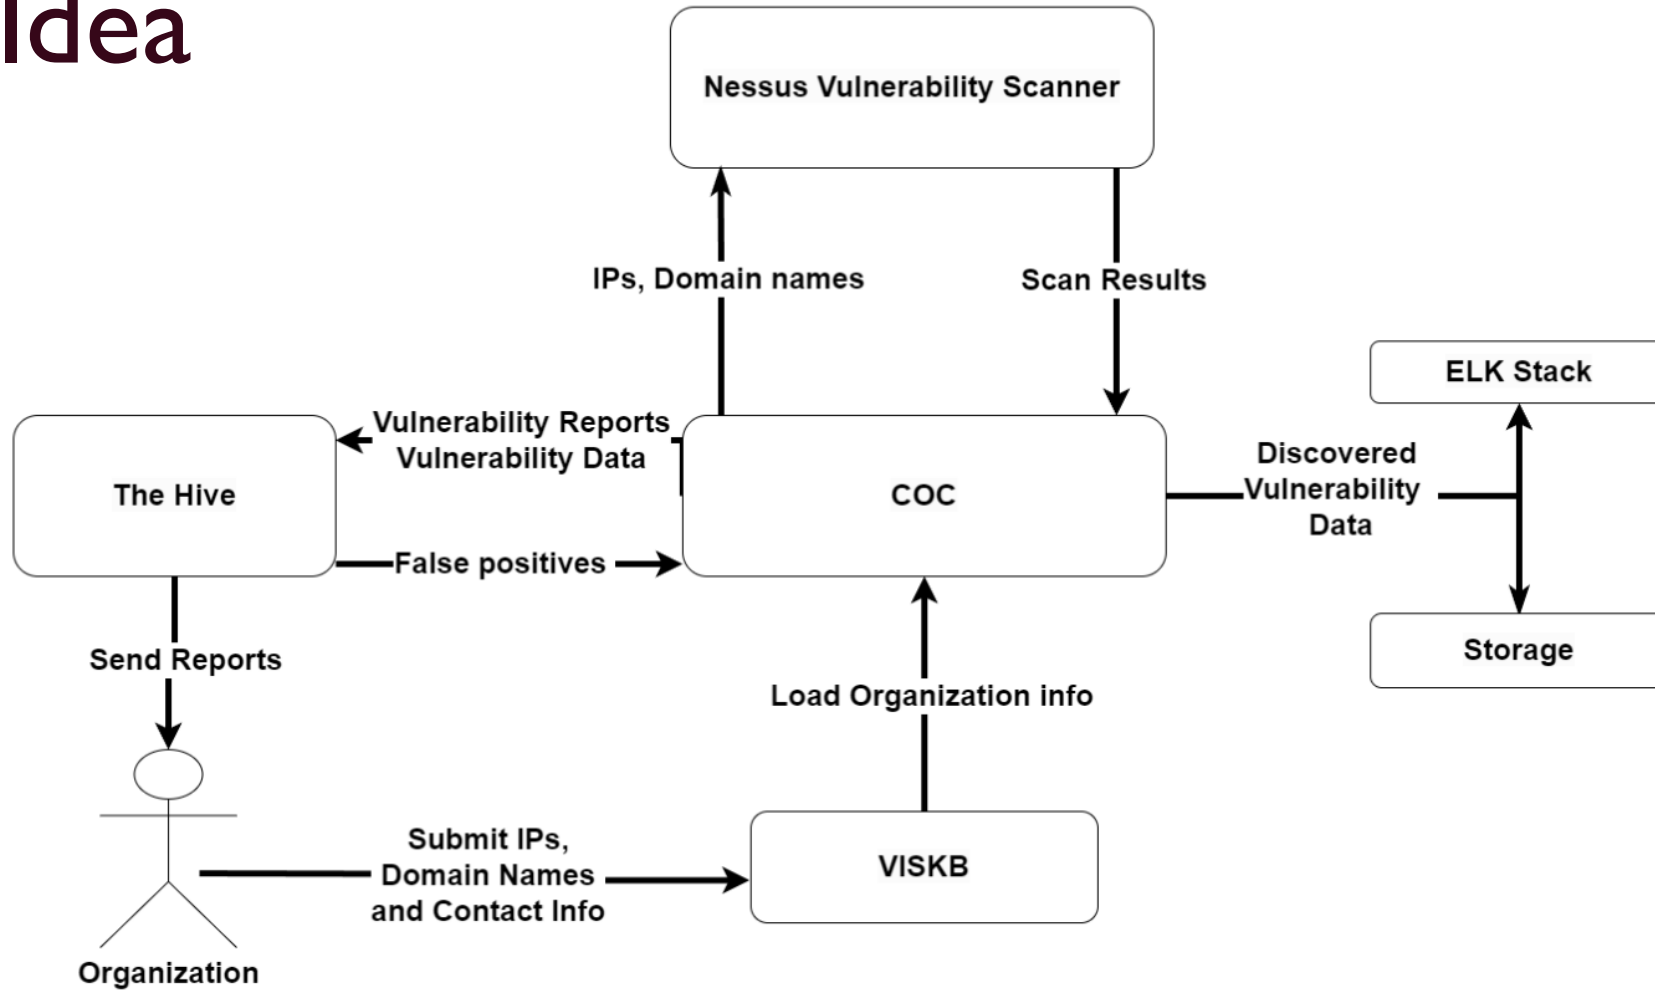 Idea
Nessus Vulnerability Scanner
IPs, Domain names
Scan Results
ELK Stack
Vulnerability Reports
Vulnerability Data
The Hive
COC
Discovered
Vulnerability
Data
False positives
Send Reports
Storage
Load Organization info
Submit IPs,
Domain Names
and Contact Info
VISKB
Organization